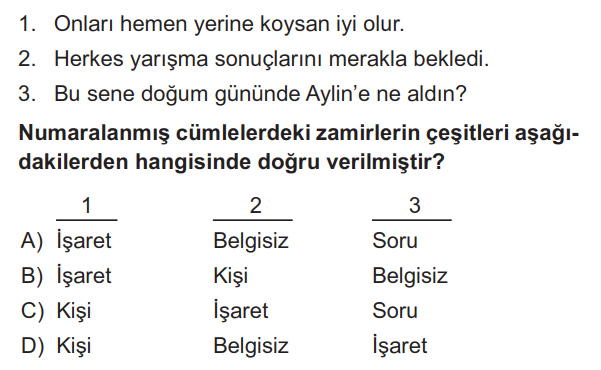 1. Onları hemen yerine koysan iyi olur.
2. Herkes yarışma sonuçlarını merakla bekledi.
3. Bu sene doğum gününde Aylin’e ne aldın?
Numaralanmış cümlelerdeki zamirlerin çeşitleri aşağı-
dakilerden hangisinde doğru verilmiştir?
1 2 3
A) İşaret Belgisiz Soru
B) İşaret Kişi Belgisiz
C) Kişi İşaret Soru
D) Kişi Belgisiz İşaret